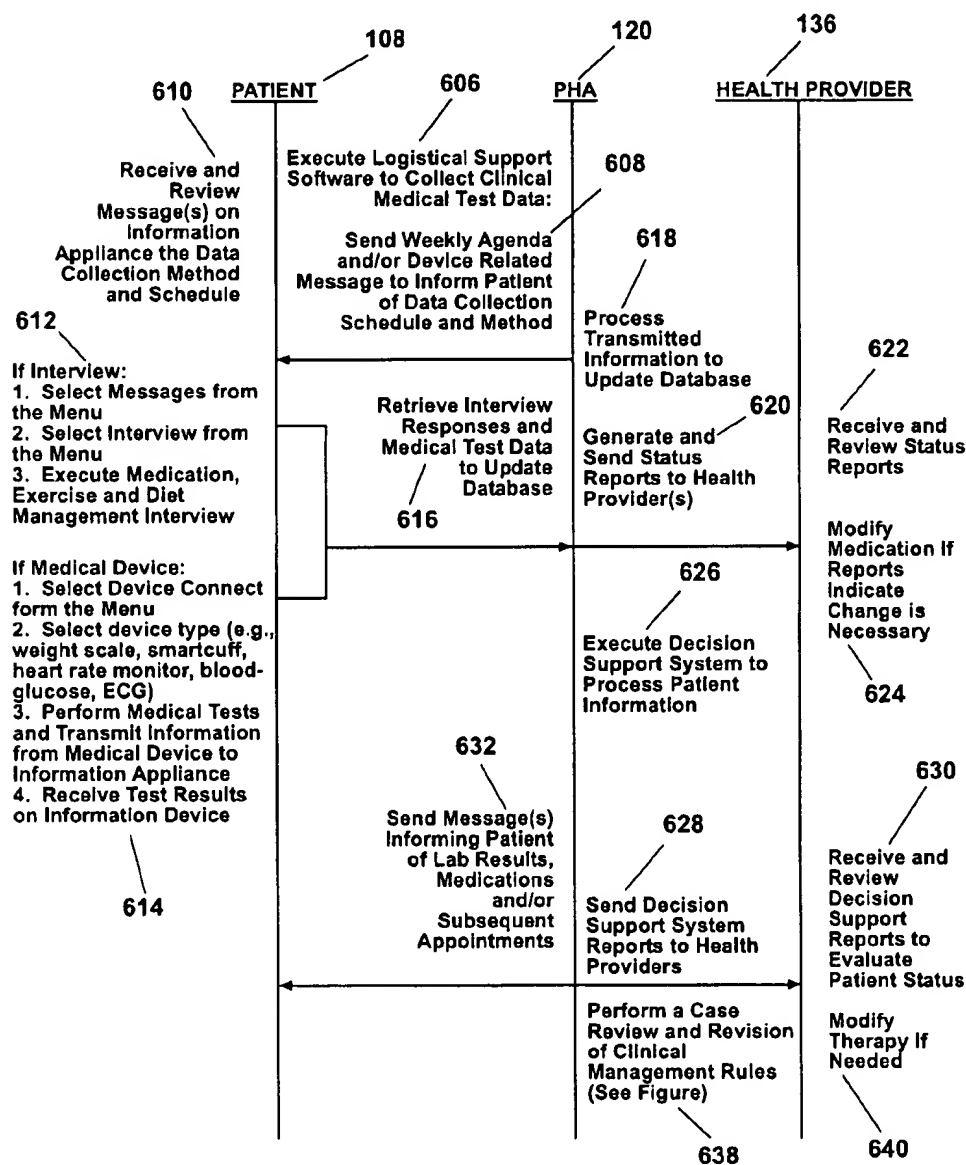 108
120
136
PATIENT
PHA
HEALTH PROVIDER
610
Receive and
Review
Message(s) on
Information
Appliance the Data
Collection Method
and Schedule
606
Execute Logistical Support
Software to Collect Clinical
Medical Test Data:
608
Send Weekly Agenda
and/or Device Related
Message to Inform Patient
of Data Collection
Schedule and Method
612
If Interview:
1. Select Messages from
the Menu
2. Select Interview from
the Menu
3. Execute Medication,
Exercise and Diet
Management Interview
If Medical Device:
1. Select Device Connect
form the Menu
2. Select device type (e.g.,
weight scale, smartcuff,
heart rate monitor, blood-
glucose, ECG)
3. Perform Medical Tests
and Transmit Information
from Medical Device to
Information Appliance
4. Receive Test Results
on Information Device
614
Retrieve Interview
Responses and
Medical Test Data
to Update
Database
616
618
Process
Transmitted
Information to
Update Database
620
Generate and
Send Status
Reports to Health
Provider(s)
622
Receive and
Review Status
Reports
Modify
Medication If
Reports
Indicate
Change is
Necessary
624
626
Execute Decision
Support System to
Process Patient
Information
632
Send Message(s)
Informing Patient
of Lab Results,
Medications
and/or
Subsequent
Appointments
628
Send Decision
Support System
Reports to Health
Providers
630
Receive and
Review
Decision
Support
Reports to
Evaluate
Patient Status
Perform a Case
Review and Revision
of Clinical
Management Rules
(See Figure)
638
Modify
Therapy If
Needed
640